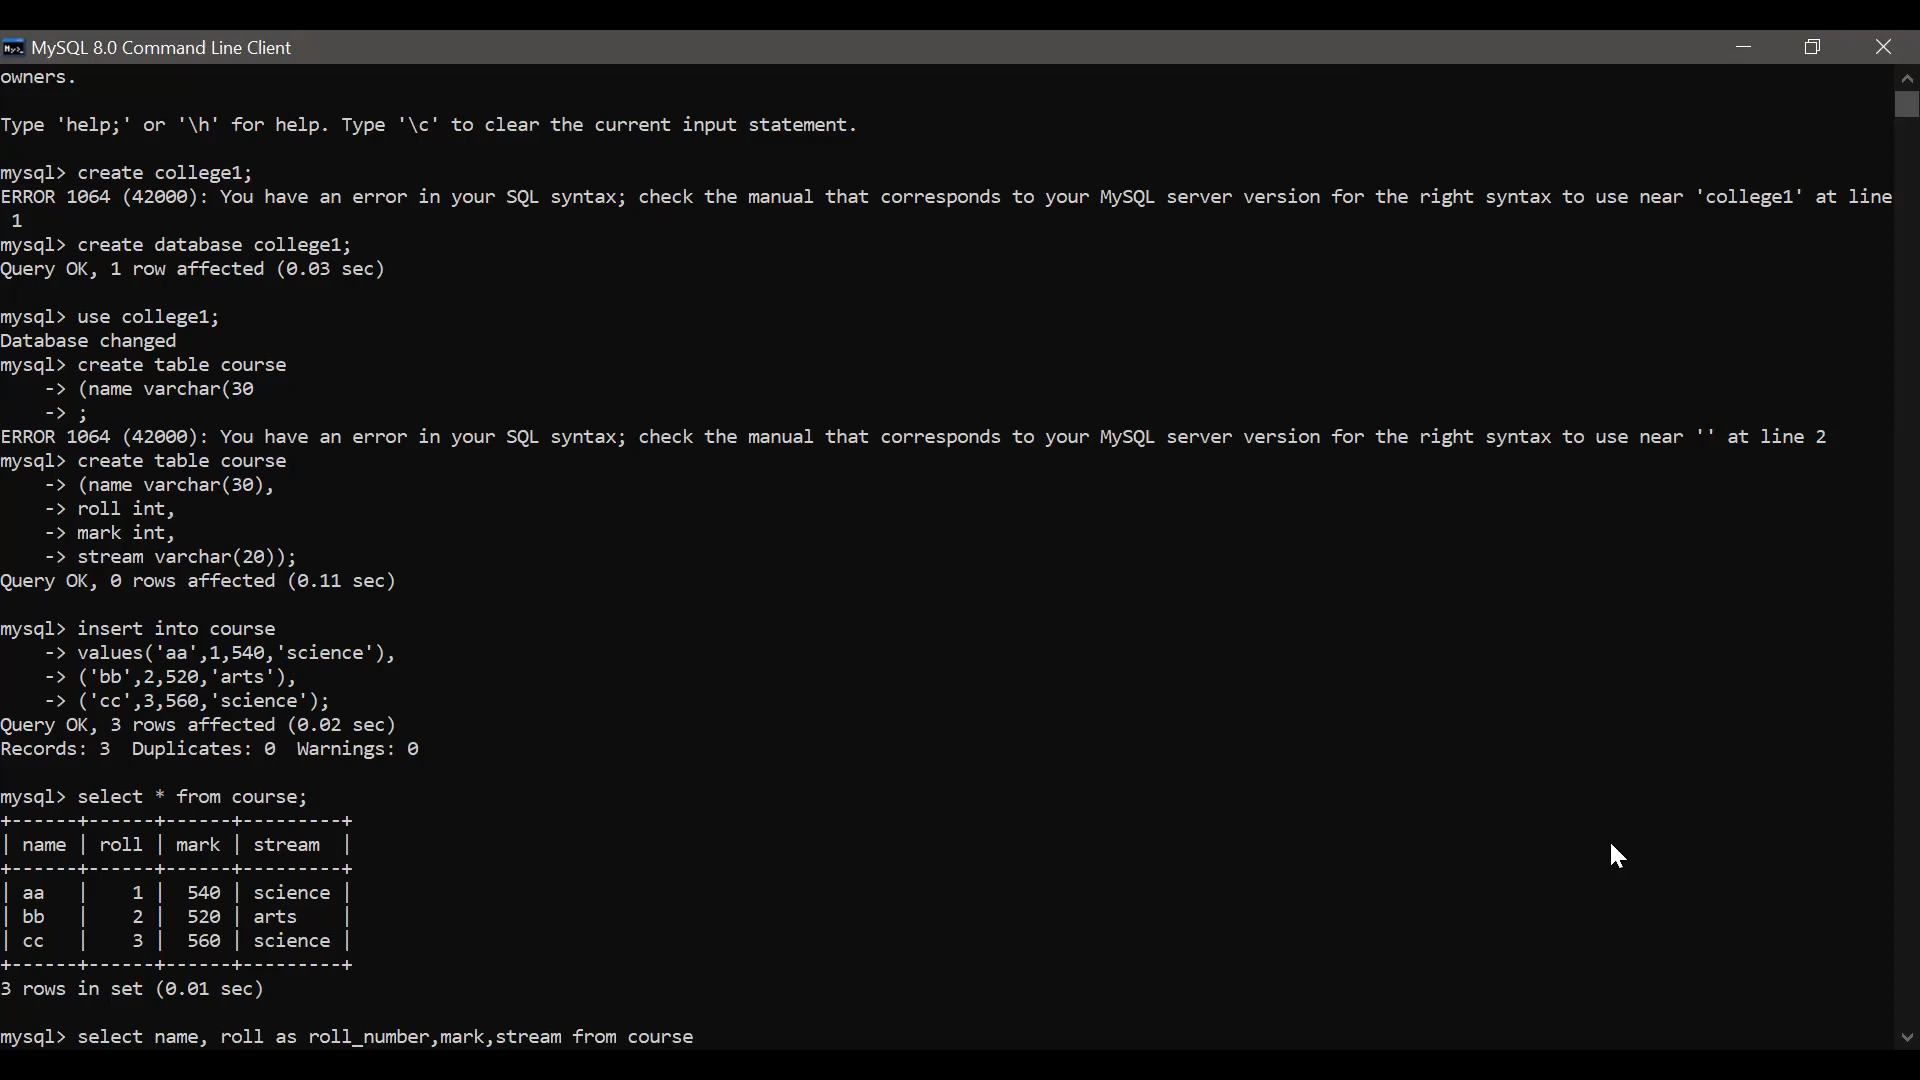 MySQL 8.0 Command Line Client
owners.
Type 'help;' or '\h' for help. Type '\c' to clear the current input statement.
mysql> create college1;
ERROR 1064 (42000): You have an error in your SQL syntax; check the manual that corresponds to your MySQL server version for the right syntax to use near 'college1' at line
1
mysql> create database college1;
Query OK, 1 row affected (0.03 sec)
mysql> use college1;
Database changed
mysql> create table course
    -> (name varchar(30
    -> ;
ERROR 1064 (42000): You have an error in your SQL syntax; check the manual that corresponds to your MySQL server version for the right syntax to use near '' at line 2
mysql> create table course
    -> (name varchar(30),
    -> roll int,
    -> mark int,
    -> stream varchar(20));
Query OK, 0 rows affected (0.11 sec)
mysql> insert into course
    -> values('aa',1,540,'science'),
    -> ('bb',2,520,'arts'),
    -> ('cc',3,560,'science');
Query OK, 3 rows affected (0.02 sec)
Records: 3  Duplicates: 0  Warnings: 0
mysql> select * from course;
+------+------+------+---------+
| name | roll | mark | stream  |
+------+------+------+---------+
| aa   |    1 |  540 | science |
| bb   |    2 |  520 | arts    |
| cc   |    3 |  560 | science |
+------+------+------+---------+
3 rows in set (0.01 sec)
mysql> select name, roll as roll_number,mark,stream from course